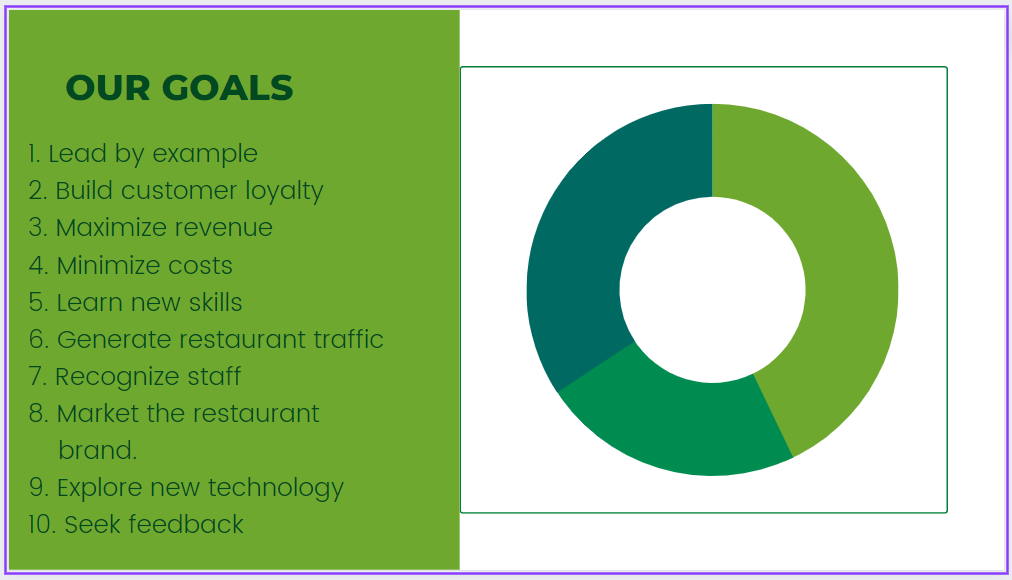 OUR GOALS
1. Lead by example
2. Build customer loyalty
3. Maximize revenue
4. Minimize costs
5. Learn new skills
6. Generate restaurant traffic
7. Recognize staff
8. Market the restaurant
brand.
9. Explore new technology
10. Seek feedback